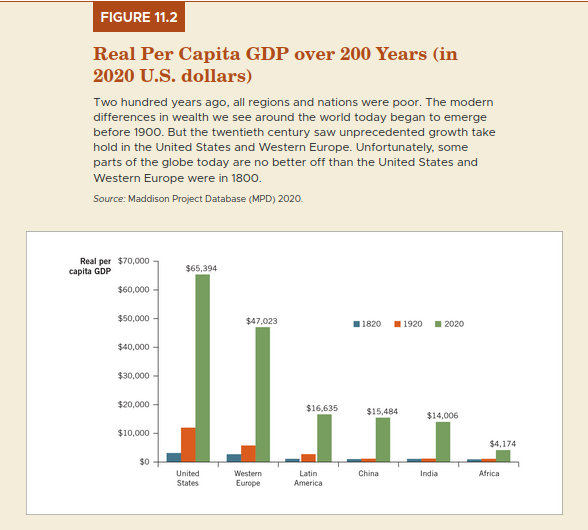 FIGURE 11.2
Real Per Capita GDP over 200 Years (in
2020 U.S. dollars)
Two hundred years ago, all regions and nations were poor. The modern
differences in wealth we see around the world today began to emerge
before 1900. But the twentieth century saw unprecedented growth take
hold in the United States and Western Europe. Unfortunately, some
parts of the globe today are no better off than the United States and
Western Europe were in 1800.
Source: Maddison Project Database (MPD) 2020.
Real per
capita GDP
$70,000
$60,000
$50,000
$40,000
$30,000
$20,000
$10,000
$0
$65,394
$47,023
$16,635
$15,484
$14,006
$4,174
1820 1920 2020
United
States
Western
Europe
Latin
America
China
India
Africa